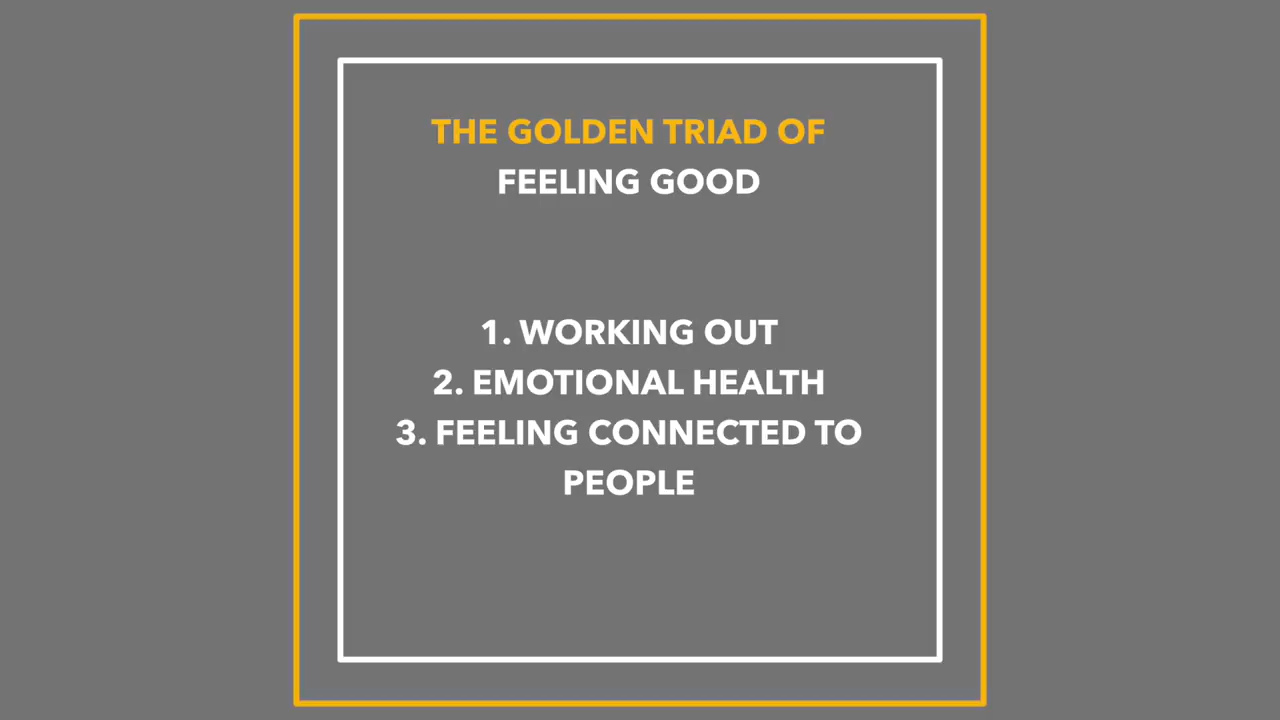 THE GOLDEN TRIAD OF
FEELING GOOD
1. WORKING OUT
2. EMOTIONAL HEALTH
3. FEELING CONNECTED TO
PEOPLE